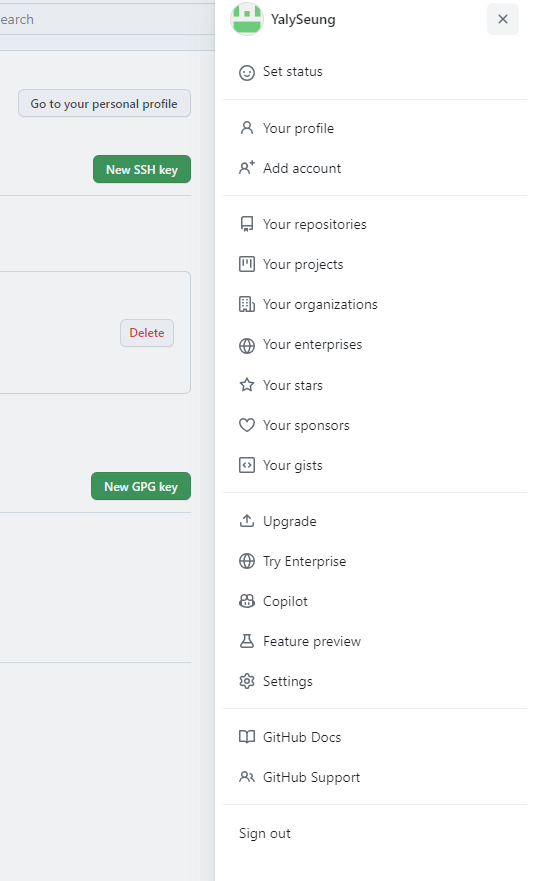 earch
Go to your personal profile
New SSH key
Delete
New GPG key
YalySeung
Set status
Your profile
Add account
Your repositories
Your projects
Your organizations
Your enterprises
Your stars
Your sponsors
Your gists
Upgrade
Try Enterprise
Copilot
Feature preview
Settings
GitHub Docs
GitHub Support
Sign out